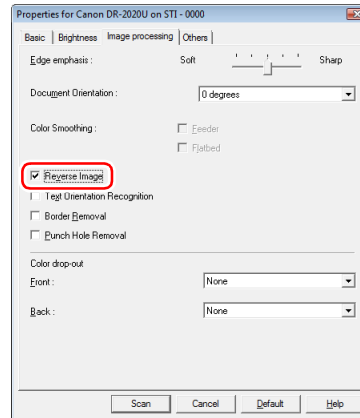 Properties for Canon DR-2020U on STI - 0000
Basic Brightness Image processing Others
Edge emphasis : Soft Sharp
Document Orientation : 0 degrees
Color Smoothing : Feeder
Flatbed
Reverse Image
Text Orientation Recognition
Border Removal
Punch Hole Removal
Color drop-out
Front : None
Back : None
Scan Cancel Default Help